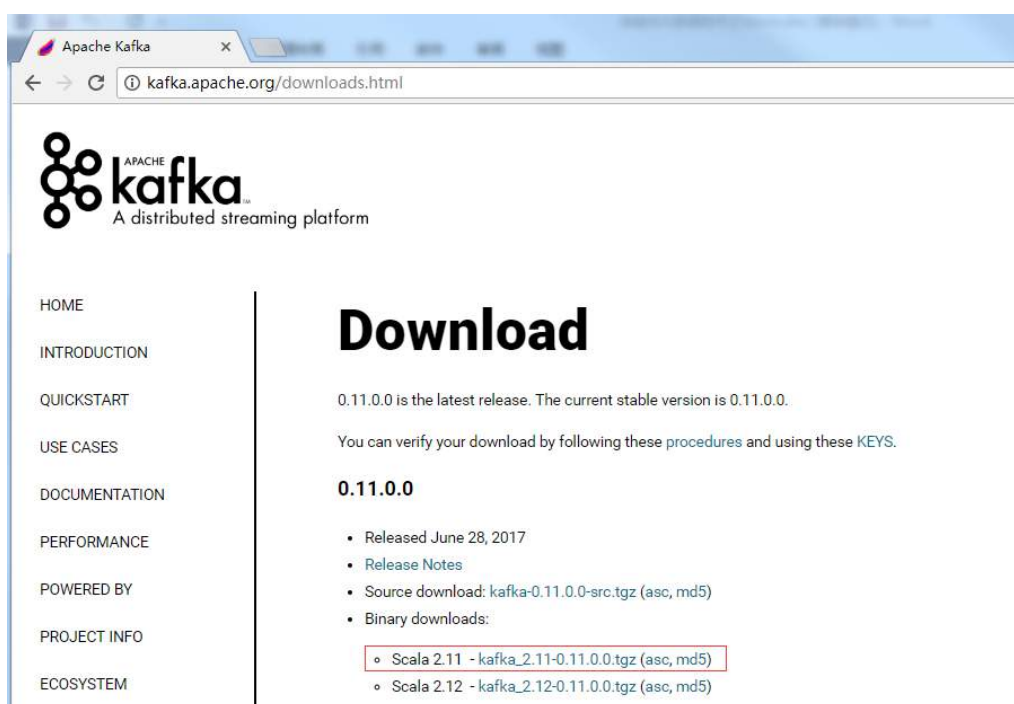 Apache Kafka
kafka.apache.org/downloads.html
APACHE
kafka™
A distributed streaming platform
HOME
INTRODUCTION
QUICKSTART
USE CASES
DOCUMENTATION
PERFORMANCE
POWERED BY
PROJECT INFO
ECOSYSTEM
Download
0.11.0.0 is the latest release. The current stable version is 0.11.0.0.
You can verify your download by following these procedures and using these KEYS.
0.11.0.0
• Released June 28, 2017
• Release Notes
• Source download: kafka-0.11.0.0-src.tgz (asc, md5)
• Binary downloads:
◦ Scala 2.11 - kafka_2.11-0.11.0.0.tgz (asc, md5)
◦ Scala 2.12 - kafka_2.12-0.11.0.0.tgz (asc, md5)